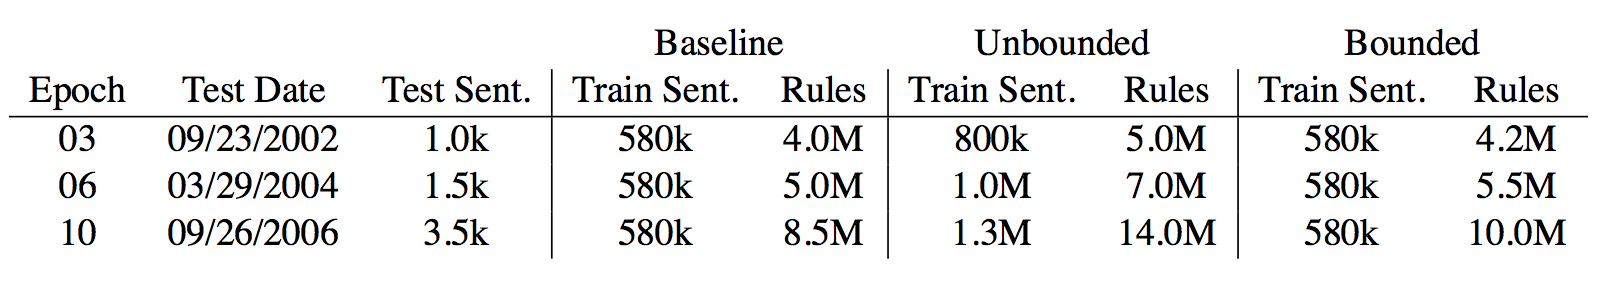 Baseline Unbounded Bounded
Epoch Test Date Test Sent. Train Sent. Rules Train Sent. Rules Train Sent. Rules
03 09/23/2002 1.0k 580k 4.0M 800k 5.0M 580k 4.2M
06 03/29/2004 1.5k 580k 5.0M 1.0M 7.0M 580k 5.5M
10 09/26/2006 3.5k 580k 8.5M 1.3M 14.0M 580k 10.0M